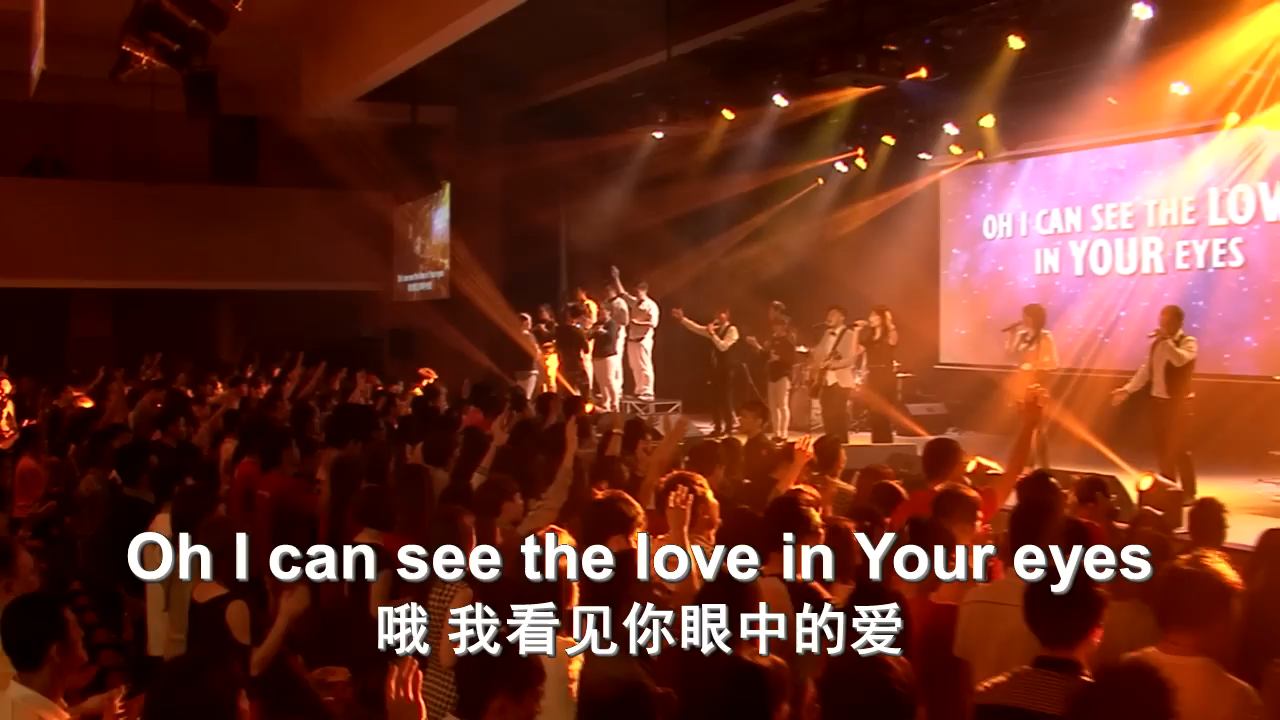 OH I CAN SEE THE LOV
IN YOUR EYES
Oh I can see the love in Your eyes
哦 我看见你眼中的爱